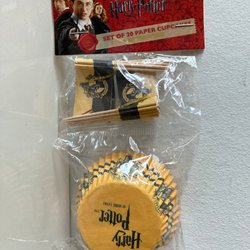 Harry Potter
SET OF 20 PAPER CUPCAKE
Harry
Potter